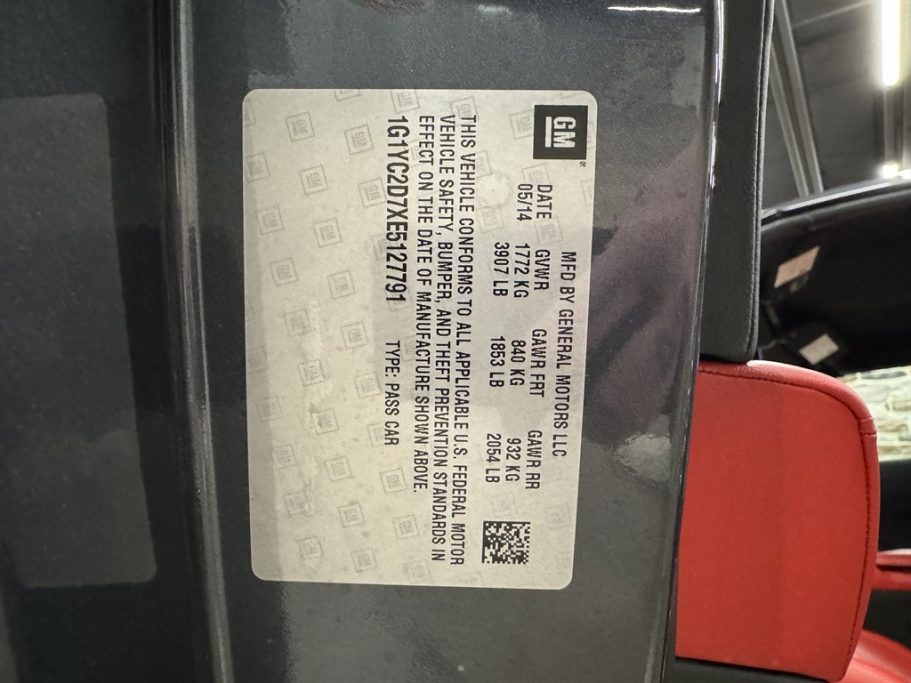 GM®
MFD BY GENERAL MOTORS LLC
DATE GVWR GAWR FRT GAWR RR
05/14 1772 KG 840 KG 932 KG
3907 LB 1853 LB 2054 LB
THIS VEHICLE CONFORMS TO ALL APPLICABLE U.S. FEDERAL MOTOR
VEHICLE SAFETY, BUMPER, AND THEFT PREVENTION STANDARDS IN
EFFECT ON THE DATE OF MANUFACTURE SHOWN ABOVE.
1G1YC2D7XE5127791 TYPE: PASS CAR